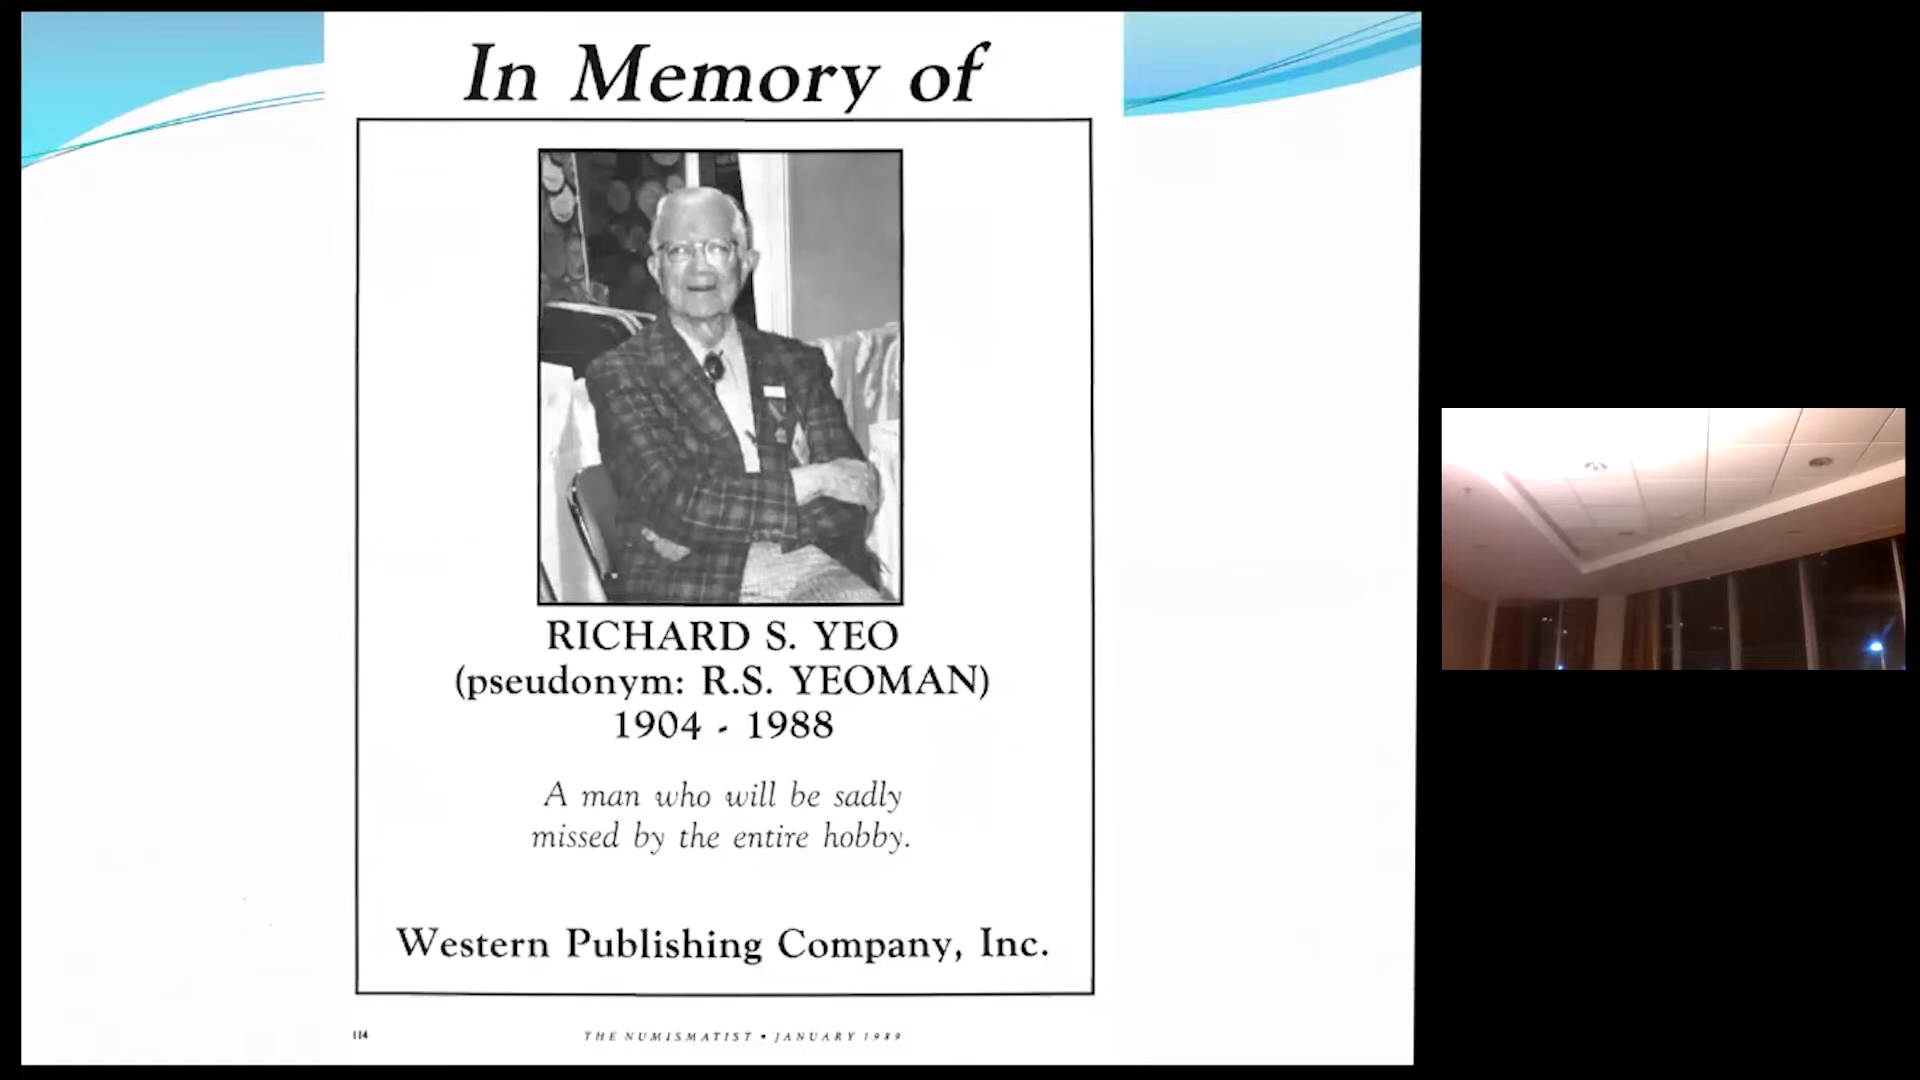 In Memory of
RICHARD S. YEO
(pseudonym: R.S. YEOMAN)
1904 - 1988
A man who will be sadly
missed by the entire hobby.
Western Publishing Company, Inc.
114
THE NUMISMATIST • JANUARY 1989